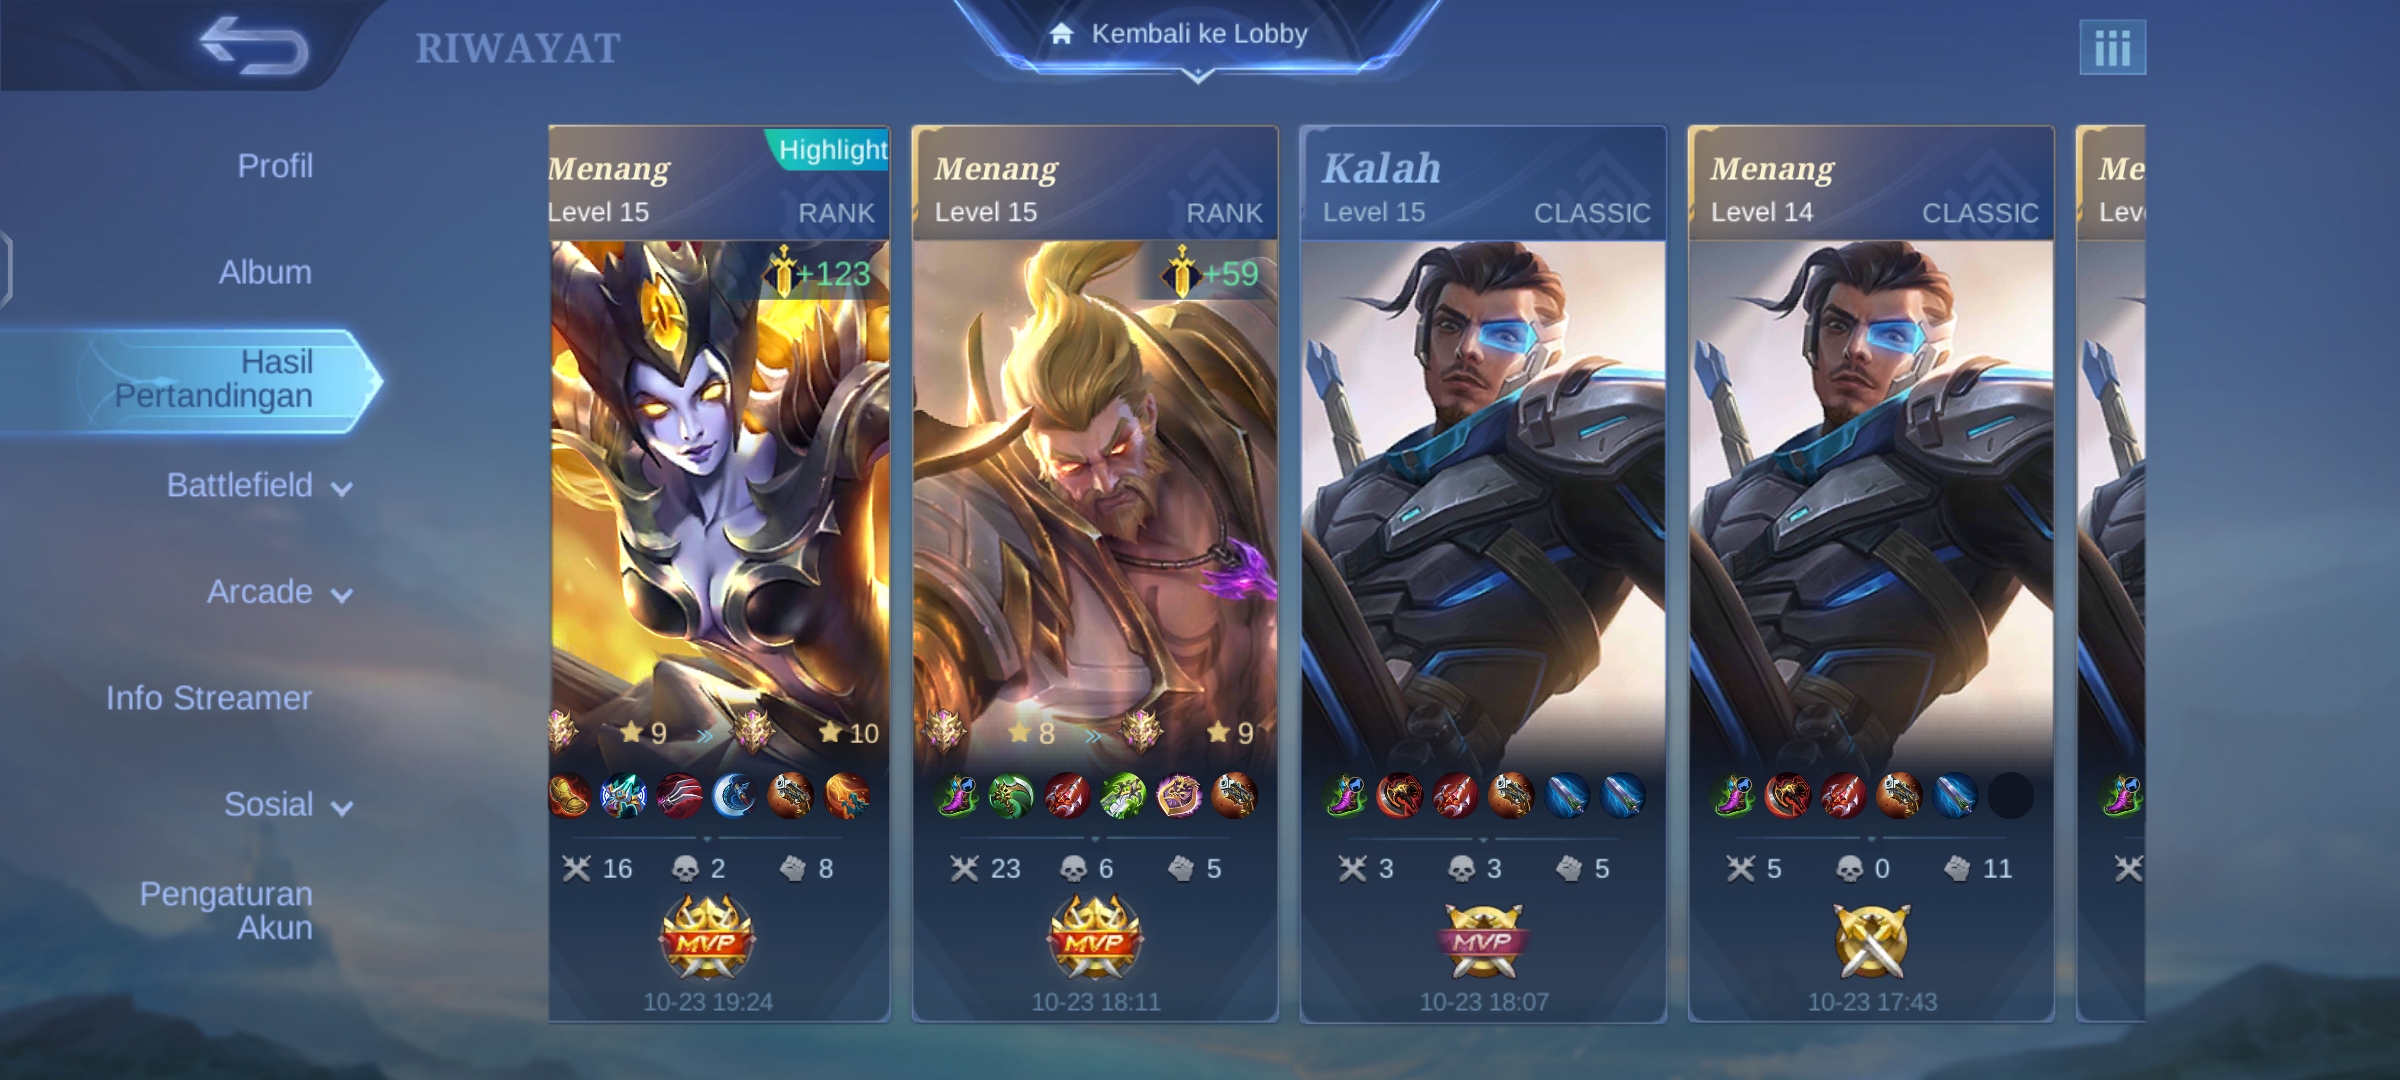 RIWAYAT
Kembali ke Lobby
Profil
Album
Hasil
Pertandingan
Battlefield
Arcade
Info Streamer
Sosial
Pengaturan
Akun
Menang
Highlight
Level 15
RANK
+123
9
10
16
2
8
MVP
10-23 19:24
Menang
Level 15
RANK
+59
8
9
23
6
5
MVP
10-23 18:11
Kalah
Level 15
CLASSIC
3
3
5
MVP
10-23 18:07
Menang
Level 14
CLASSIC
5
0
11
10-23 17:43